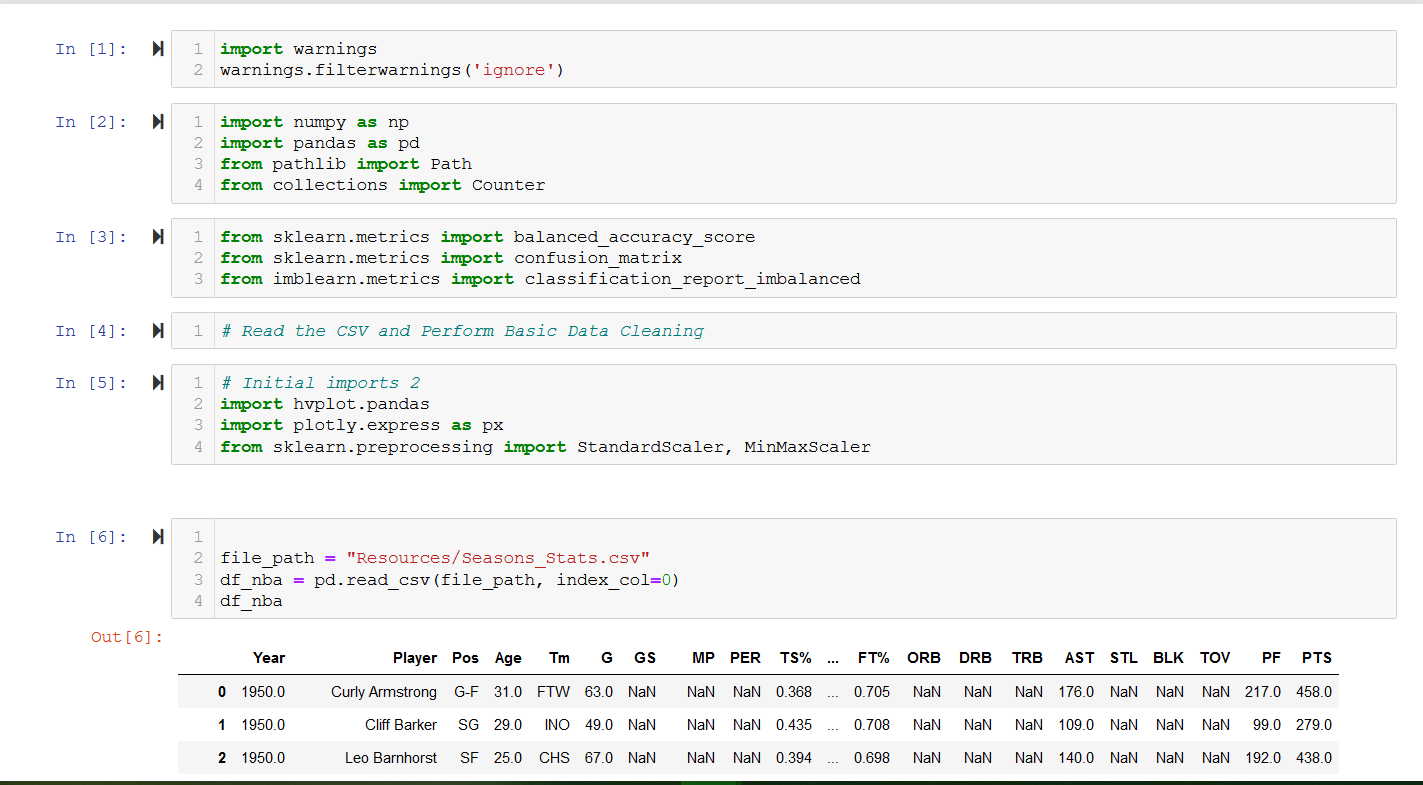 In [1]:
1 import warnings
2 warnings.filterwarnings('ignore')
In [2]:
1 import numpy as np
2 import pandas as pd
3 from pathlib import Path
4 from collections import Counter
In [3]:
1 from sklearn.metrics import balanced_accuracy_score
2 from sklearn.metrics import confusion_matrix
3 from imblearn.metrics import classification_report_imbalanced
In [4]:
1 # Read the CSV and Perform Basic Data Cleaning
In [5]:
1 # Initial imports 2
2 import hvplot.pandas
3 import plotly.express as px
4 from sklearn.preprocessing import StandardScaler, MinMaxScaler
In [6]:
1
2 file_path = "Resources/Seasons_Stats.csv"
3 df_nba = pd.read_csv(file_path, index_col=0)
4 df_nba
Out[6]:
Year Player Pos Age Tm G GS MP PER TS% ... FT% ORB DRB TRB AST STL BLK TOV PF PTS
0 1950.0 Curly Armstrong G-F 31.0 FTW 63.0 NaN NaN NaN 0.368 ... 0.705 NaN NaN NaN 176.0 NaN NaN NaN 217.0 458.0
1 1950.0 Cliff Barker SG 29.0 INO 49.0 NaN NaN NaN 0.435 ... 0.708 NaN NaN NaN 109.0 NaN NaN NaN 99.0 279.0
2 1950.0 Leo Barnhorst SF 25.0 CHS 67.0 NaN NaN NaN 0.394 ... 0.698 NaN NaN NaN 140.0 NaN NaN NaN 192.0 438.0